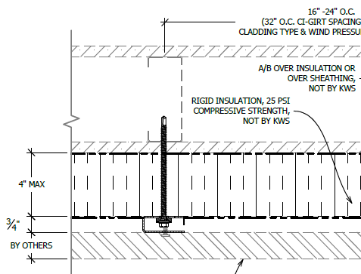 16" -24" O.C.
(32" O.C. CI-GIRT SPACING
CLADDING TYPE & WIND PRESSU
A/B OVER INSULATION OR
OVER SHEATHING,
NOT BY KWS
RIGID INSULATION, 25 PSI
COMPRESSIVE STRENGTH,
NOT BY KWS
4" MAX
3/4"
BY OTHERS